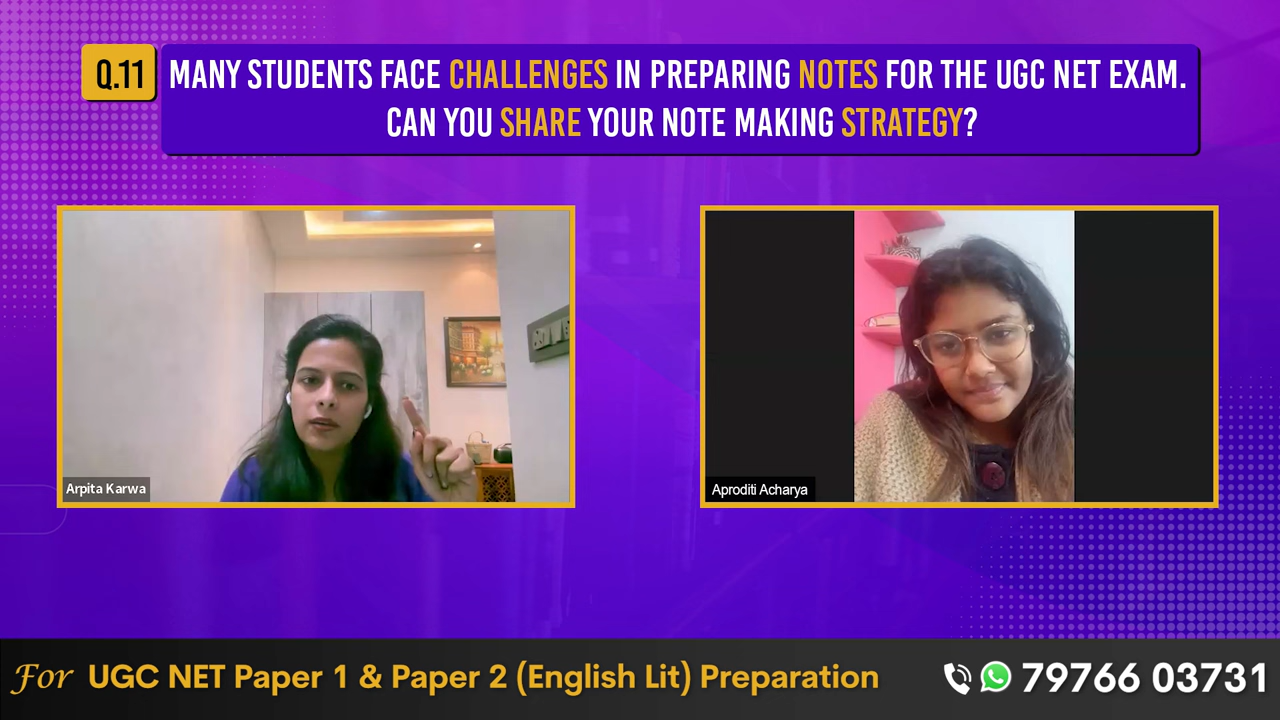 Q.11
MANY STUDENTS FACE CHALLENGES IN PREPARING NOTES FOR THE UGC NET EXAM.
CAN YOU SHARE YOUR NOTE MAKING STRATEGY?
Arpita Karwa
Aproditi Acharya
For UGC NET Paper 1 & Paper 2 (English Lit) Preparation
79766 03731